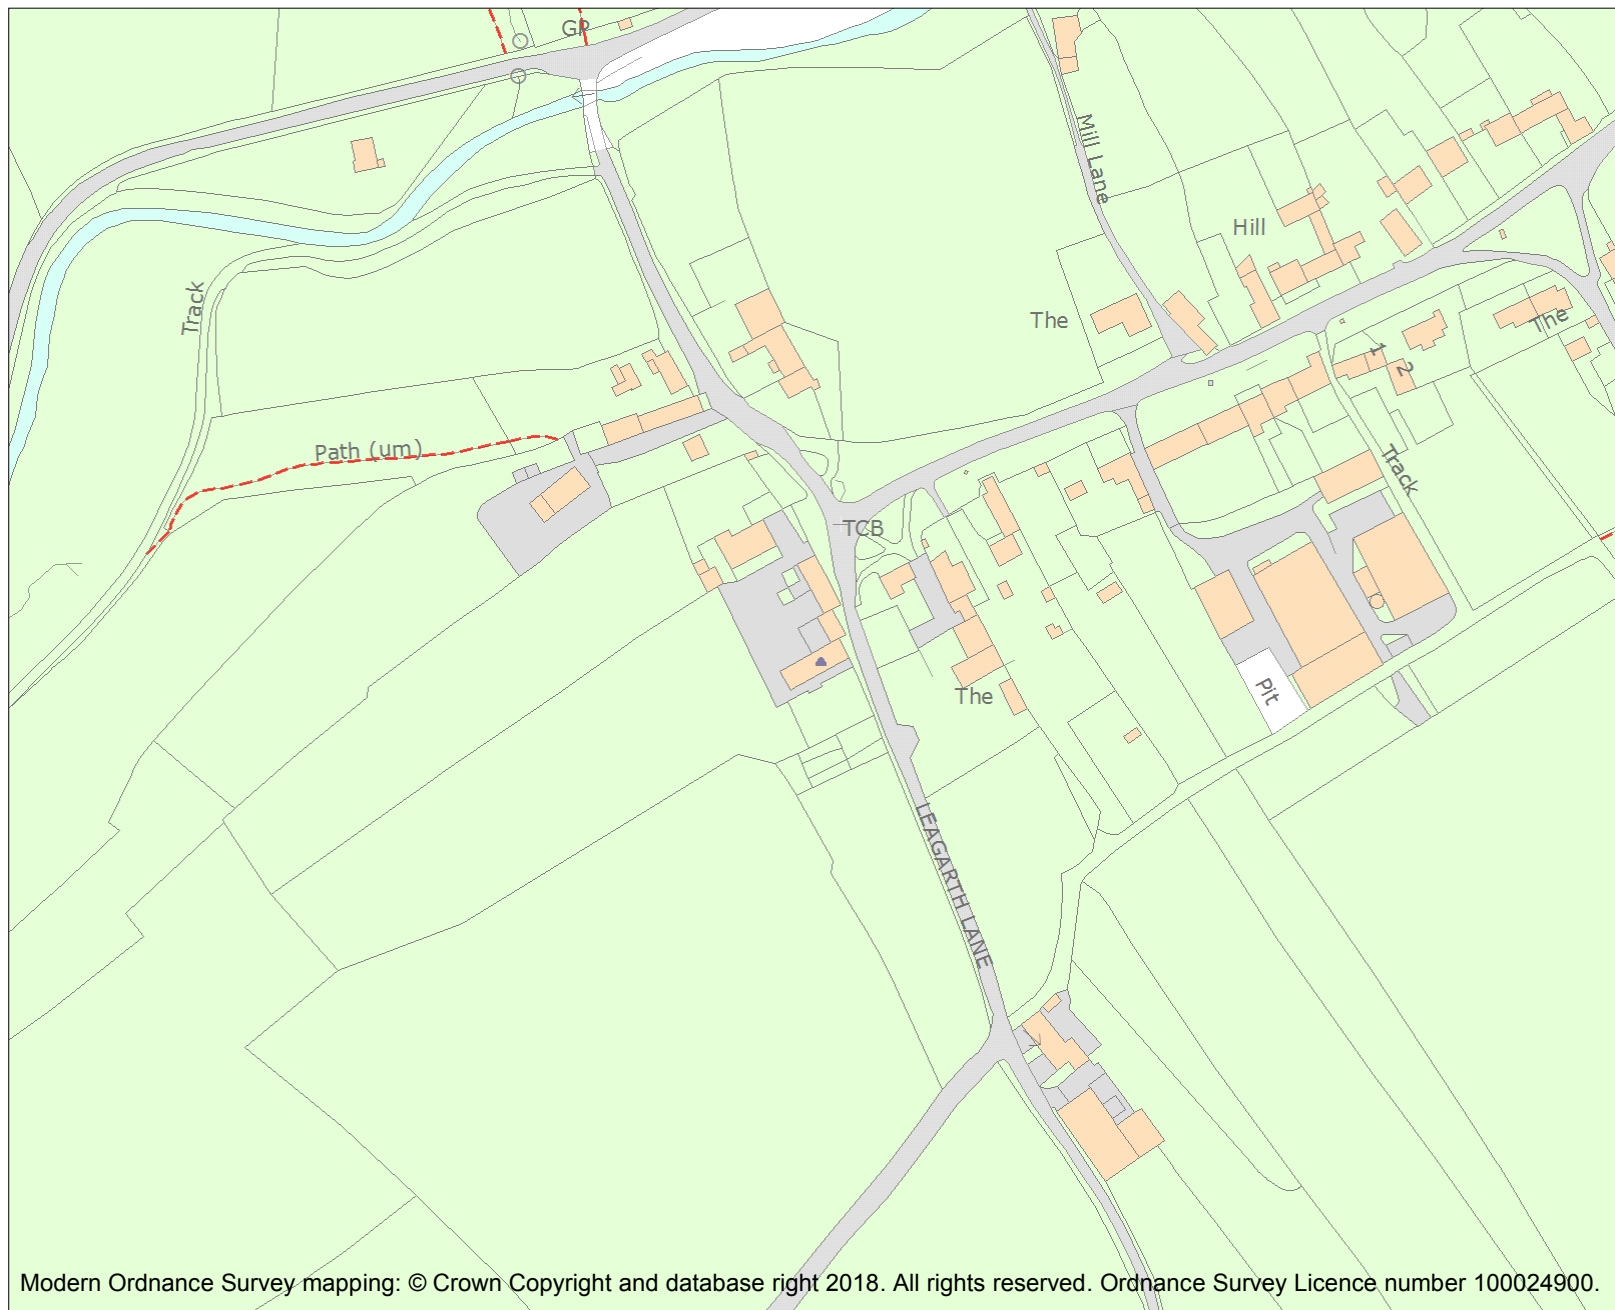 GP
Mill Lane
Hill
Track
The
The
1
2
Path (um)
Track
TCB
Pit
The
LEAGARTH LANE
Modern Ordnance Survey mapping: © Crown Copyright and database right 2018. All rights reserved. Ordnance Survey Licence number 100024900.